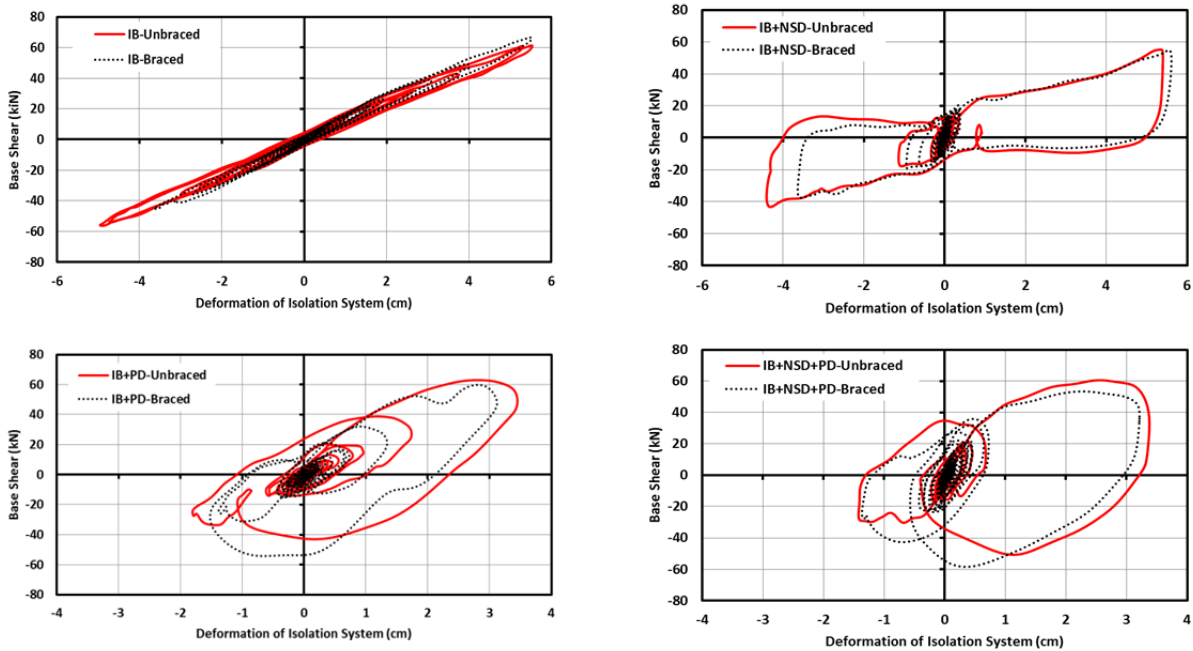 80
60
40
20
0
-20
-40
-60
-80
Base Shear (kiN)
IB-Unbraced
IB-Braced
-6 -4 -2 0 2 4 6
Deformation of Isolation System (cm)
80
60
40
20
0
-20
-40
-60
-80
Base Shear (kN)
IB+NSD-Unbraced
IB+NSD-Braced
-6 -4 -2 0 2 4 6
Deformation of Isolation System (cm)
80
60
40
20
0
-20
-40
-60
-80
Base Shear (kN)
IB+PD-Unbraced
IB+PD-Braced
-4 -3 -2 -1 0 1 2 3 4
Deformation of Isolation System (cm)
80
60
40
20
0
-20
-40
-60
-80
Base Shear (kN)
IB+NSD+PD-Unbraced
IB+NSD+PD-Braced
-4 -3 -2 -1 0 1 2 3 4
Deformation of Isolation System (cm)